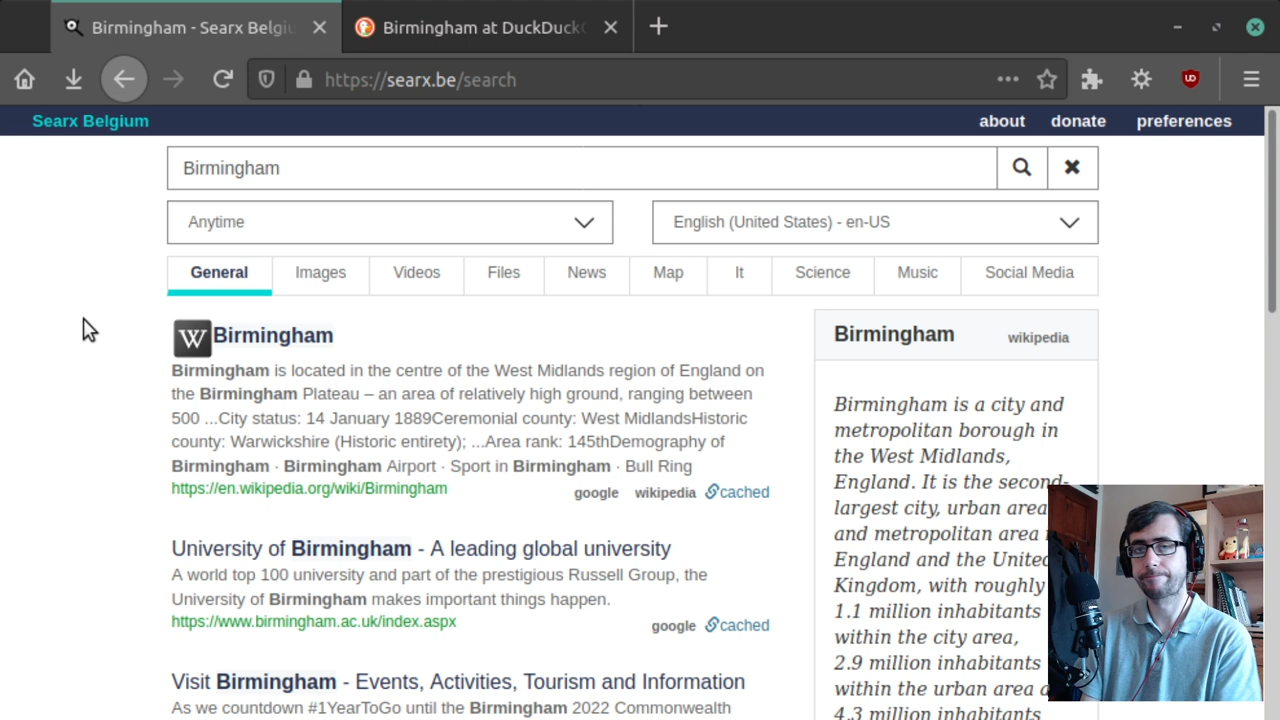 Birmingham - Searx Belgiu
Birmingham at DuckDuck
https://searx.be/search
Searx Belgium
about donate preferences
Birmingham
Anytime
English (United States) - en-US
General Images Videos Files News Map It Science Music Social Media
W Birmingham
Birmingham is located in the centre of the West Midlands region of England on
the Birmingham Plateau – an area of relatively high ground, ranging between
500 ...City status: 14 January 1889Ceremonial county: West MidlandsHistoric
county: Warwickshire (Historic entirety); ...Area rank: 145thDemography of
Birmingham · Birmingham Airport · Sport in Birmingham · Bull Ring
https://en.wikipedia.org/wiki/Birmingham
google wikipedia cached
University of Birmingham - A leading global university
A world top 100 university and part of the prestigious Russell Group, the
University of Birmingham makes important things happen.
https://www.birmingham.ac.uk/index.aspx
google cached
Visit Birmingham - Events, Activities, Tourism and Information
As we countdown #1YearToGo until the Birmingham 2022 Commonwealth
Birmingham wikipedia
Birmingham is a city and
metropolitan borough in
the West Midlands,
England. It is the second-
largest city, urban area
and metropolitan area
England and the United
Kingdom, with roughly
1.1 million inhabitants
within the city area,
2.9 million inhabitants
within the urban area
4.3 million inhabitants